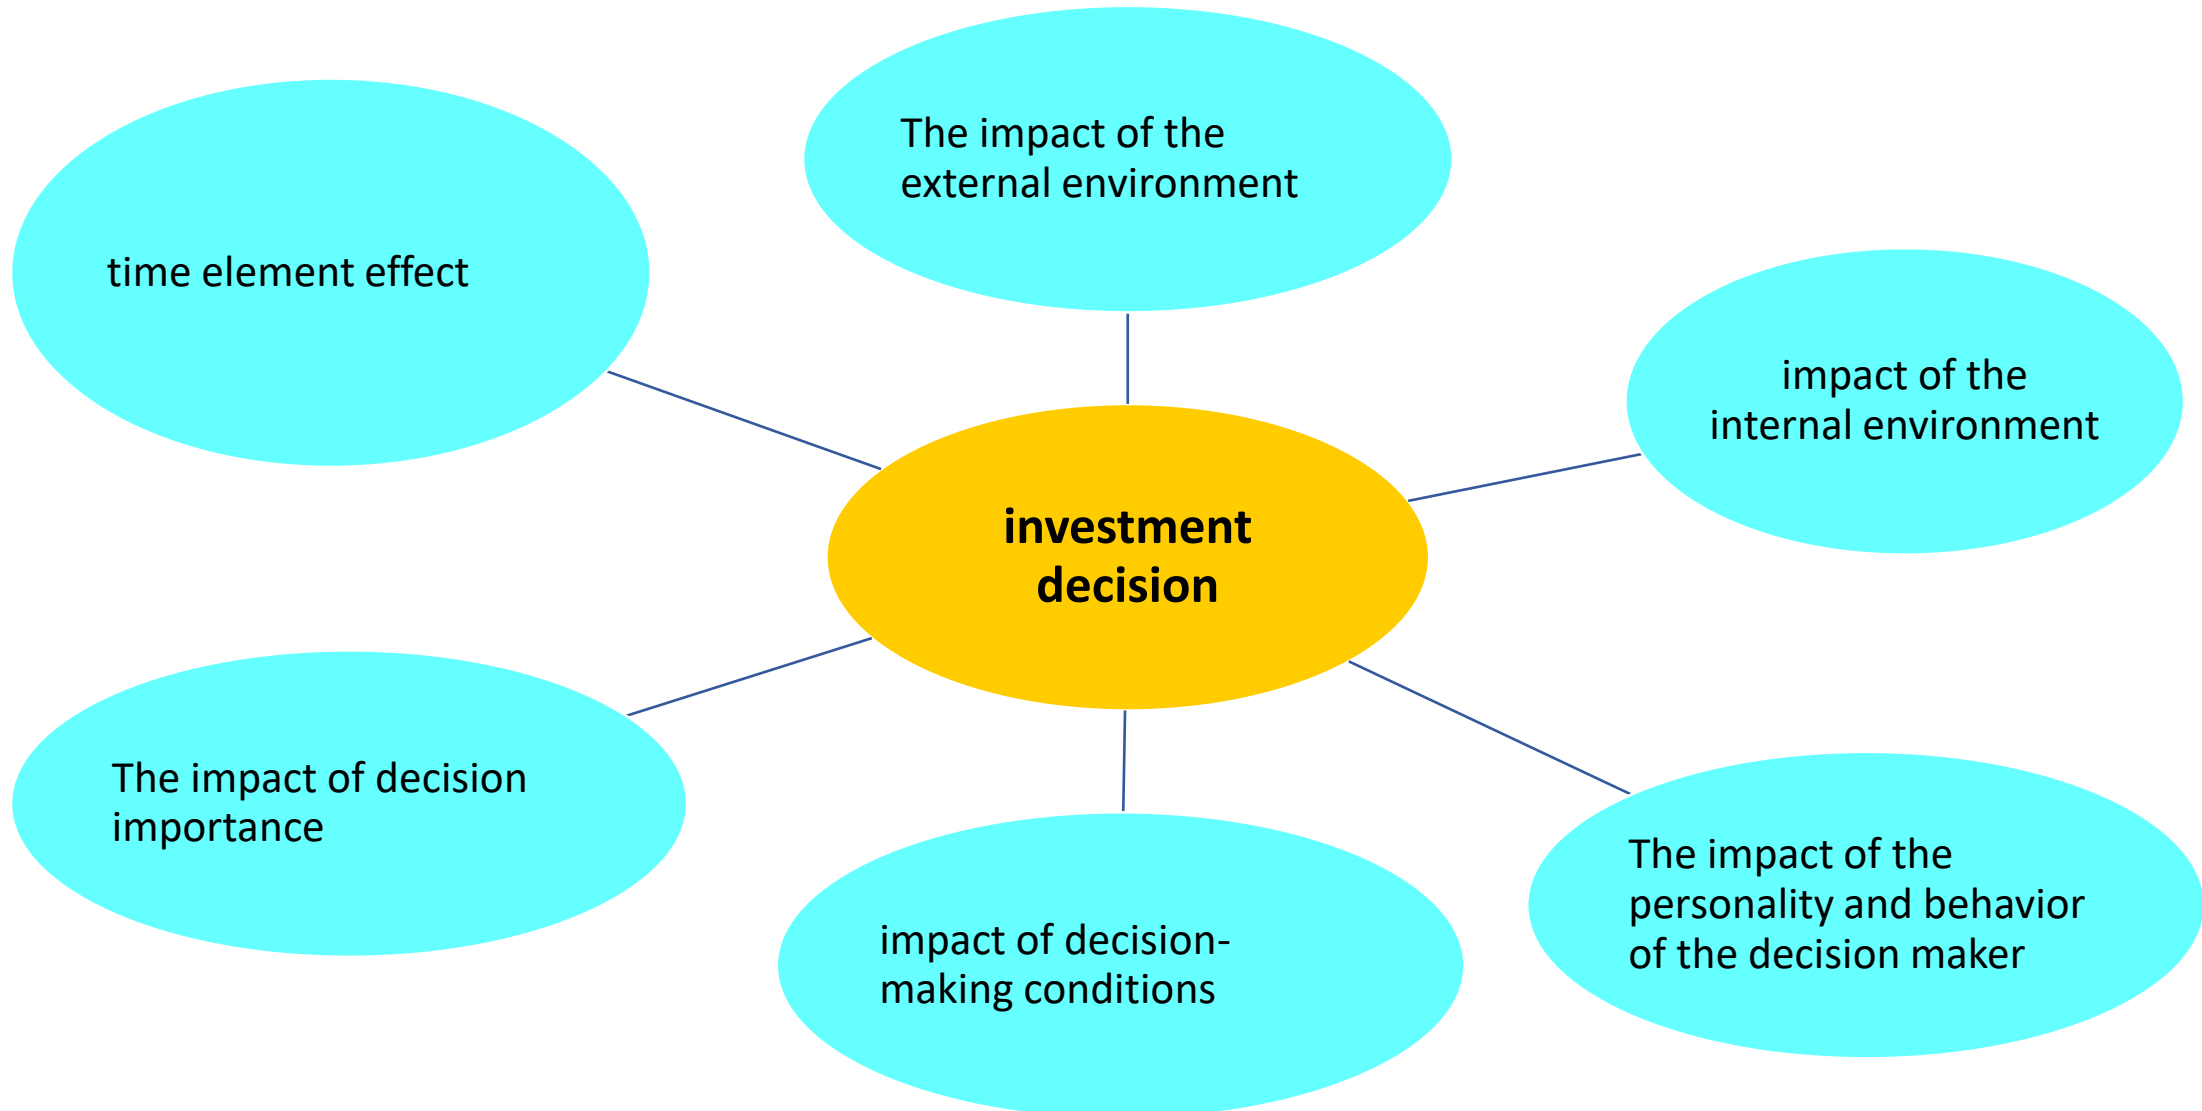 The impact of the
external environment
time element effect
impact of the
internal environment
investment
decision
The impact of decision
importance
impact of decision-
making conditions
The impact of the
personality and behavior
of the decision maker